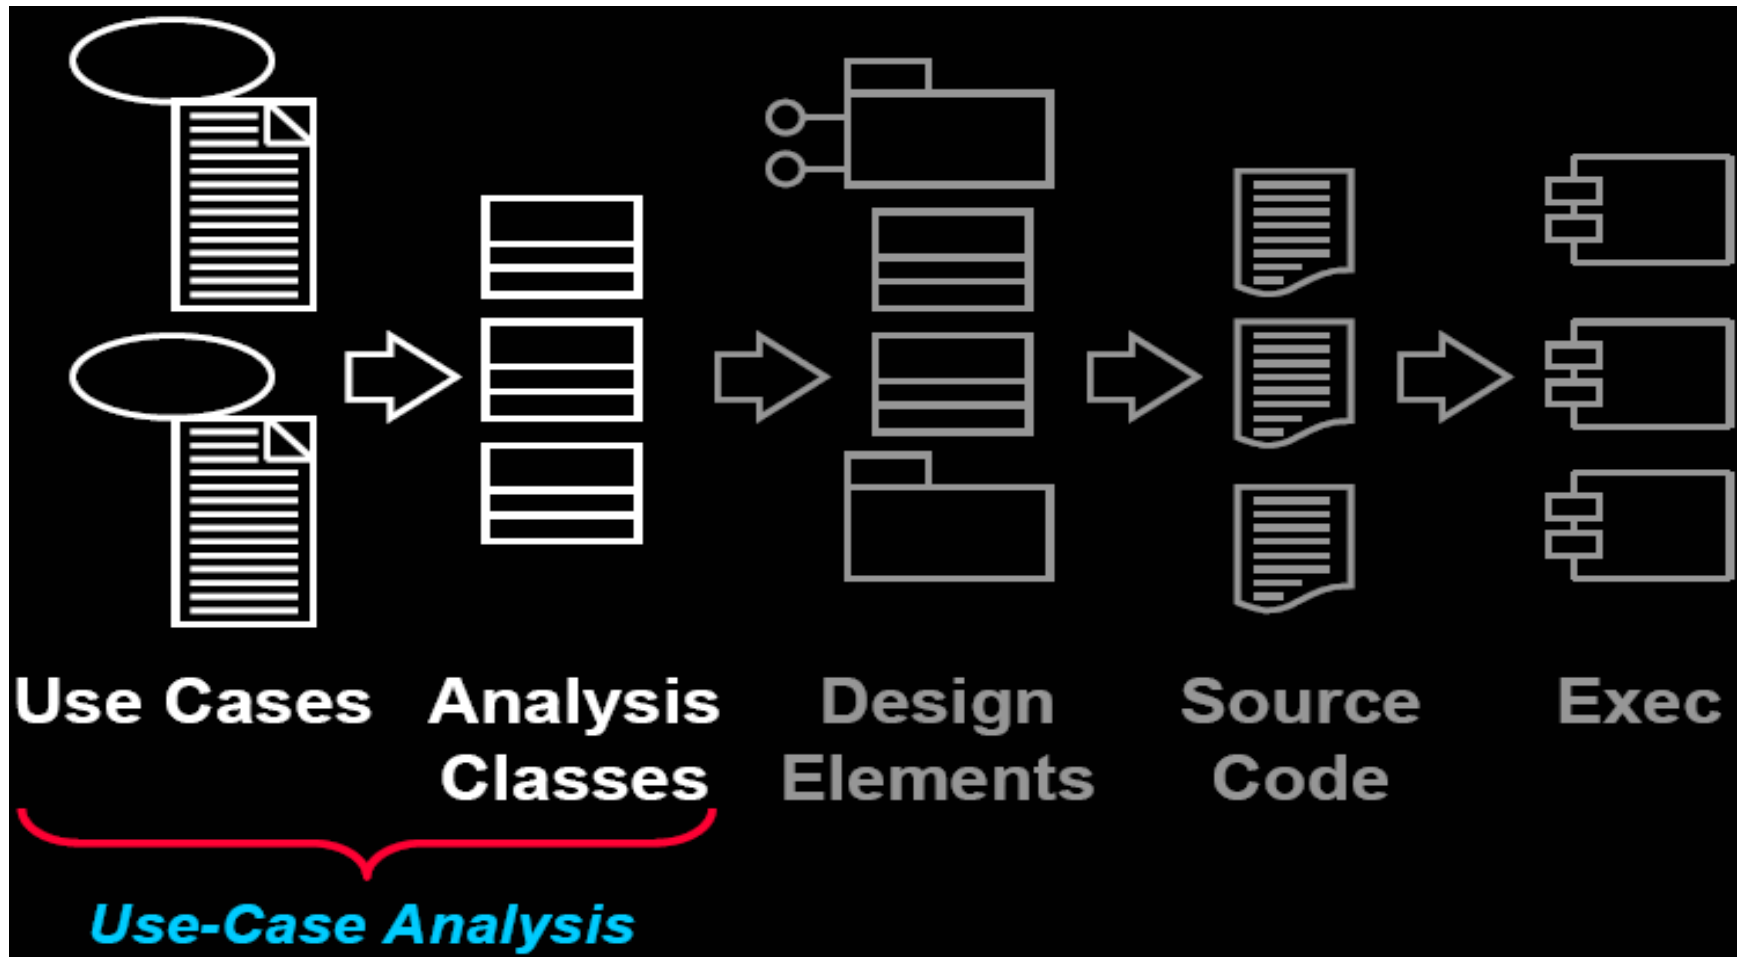 Use Cases
Analysis
Classes
Design
Elements
Source
Code
Exec
Use-Case Analysis